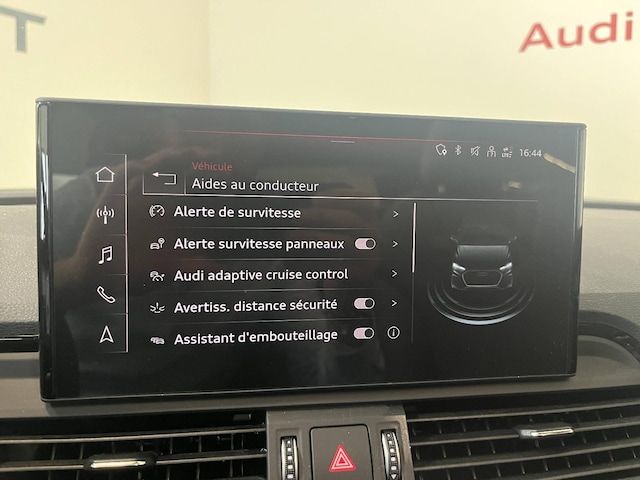 T
Audi
16:44
Véhicule
Aides au conducteur
Alerte de survitesse
Alerte survitesse panneaux
Audi adaptive cruise control
Avertiss. distance sécurité
Assistant d'embouteillage